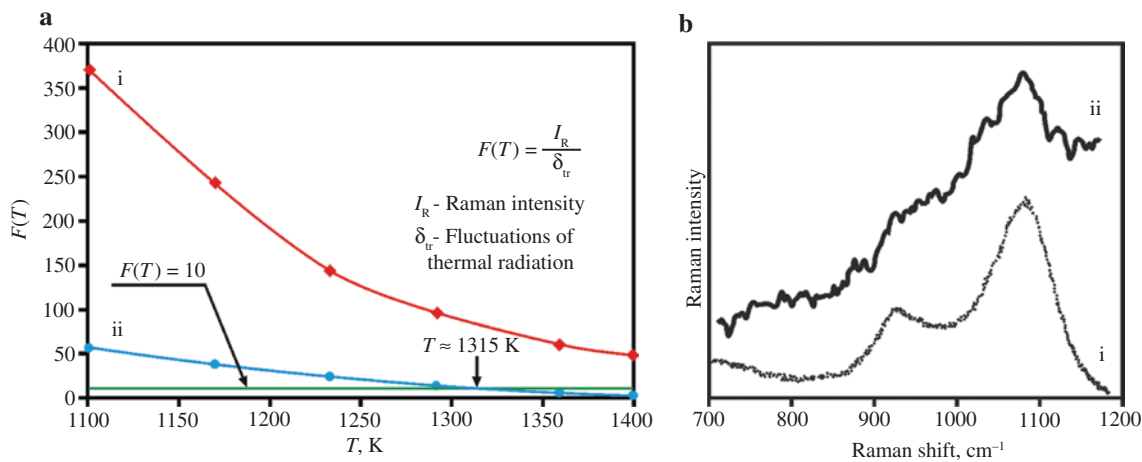 a
400
350
300
250
200
150
100
50
0
F(T)
i
F(T) = I_R / δ_tr
I_R - Raman intensity
δ_tr- Fluctuations of
thermal radiation
F(T) = 10
ii
T ≈ 1315 K
1100 1150 1200 1250 1300 1350 1400
T, K
b
Raman intensity
ii
i
700 800 900 1000 1100 1200
Raman shift, cm⁻¹